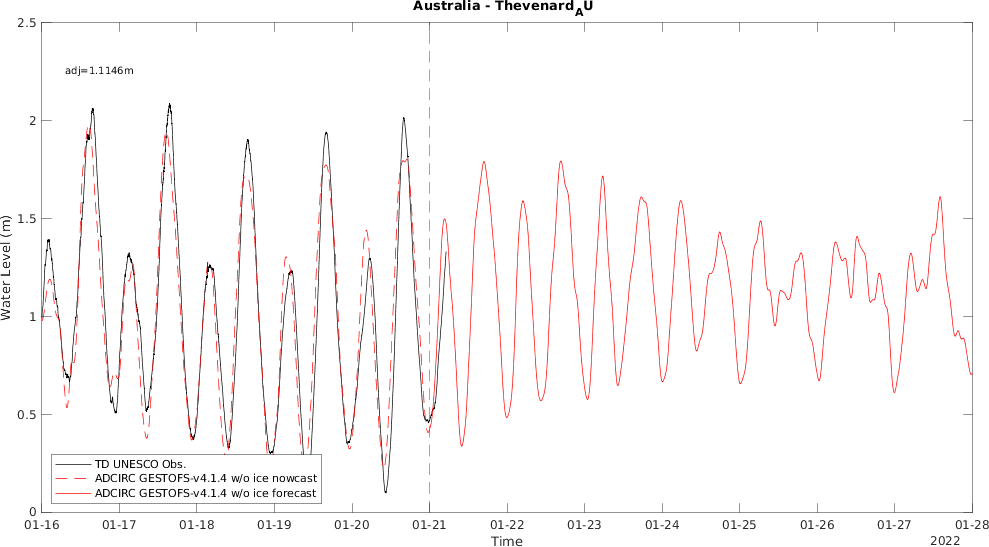 Australia - Thevenard_AU
2.5
adj=1.1146m
2
1.5
Water Level (m)
1
0.5
TD UNESCO Obs.
ADCIRC GESTOFS-v4.1.4 w/o ice nowcast
ADCIRC GESTOFS-v4.1.4 w/o ice forecast
0
01-16 01-17 01-18 01-19 01-20 01-21 01-22 01-23 01-24 01-25 01-26 01-27 01-28
Time
2022